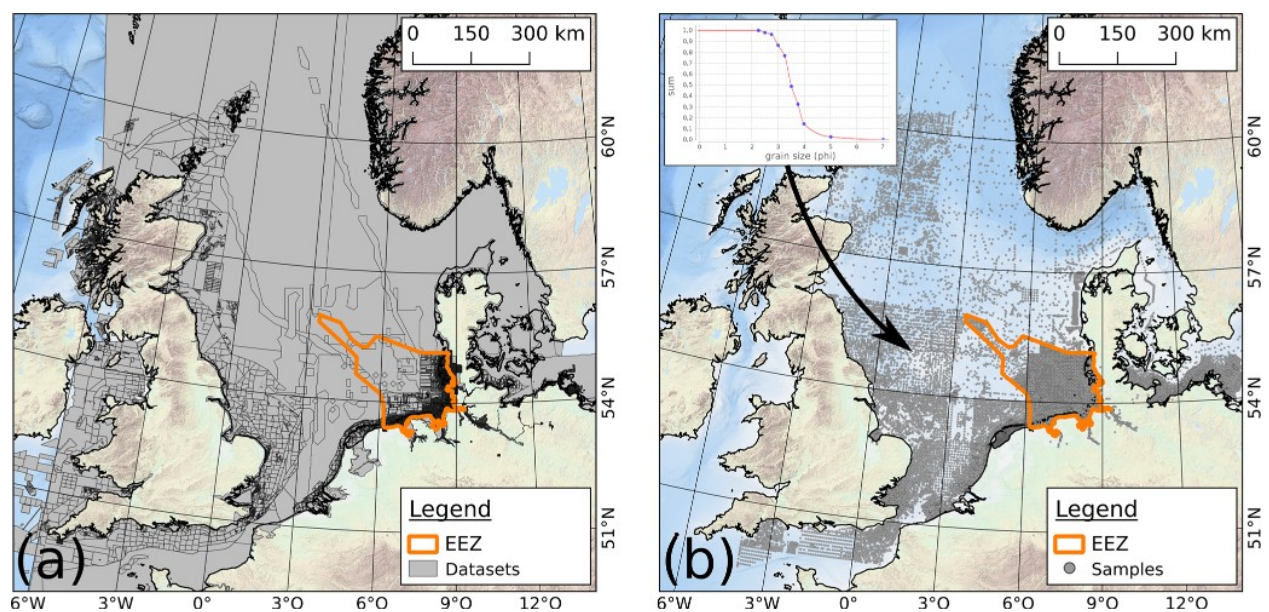 0 150 300 km
60°N
57°N
54°N
51°N
Legend
EEZ
Datasets
(a)
6°W 3°W 0° 3°O 6°O 9°O 12°O
1,0
0,9
0,8
0,7
0,6
0,5
0,4
0,3
0,2
0,1
0,0
sum
0 1 2 3 4 5 6 7
grain size (phi)
0 150 300 km
60°N
57°N
54°N
51°N
Legend
EEZ
Samples
(b)
6°W 3°W 0° 3°O 6°O 9°O 12°O